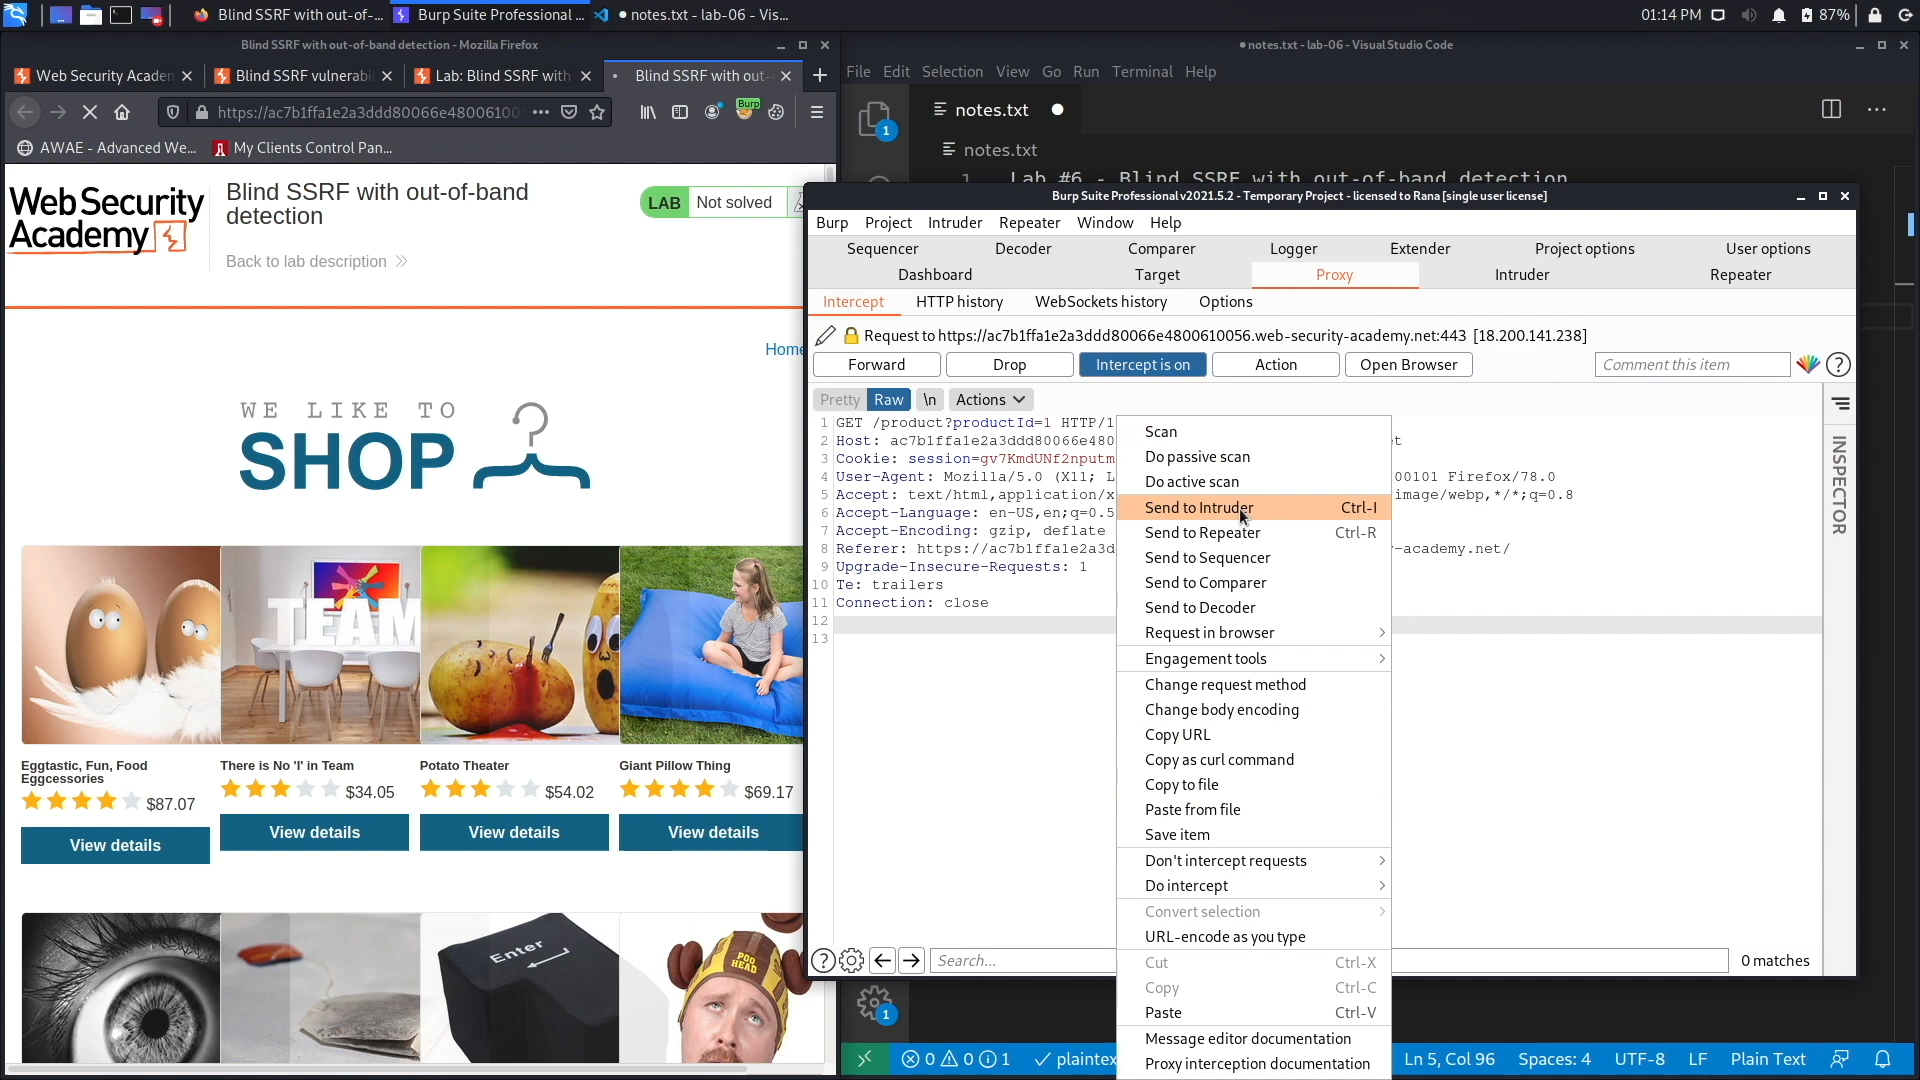 Blind SSRF with out-of-...
Burp Suite Professional ...
● notes.txt - lab-06 - Vis...
01:14 PM
87%
Blind SSRF with out-of-band detection - Mozilla Firefox
Web Security Academ
Blind SSRF vulnerabil
Lab: Blind SSRF with
Blind SSRF with out-
https://ac7b1ffa1e2a3ddd80066e48006100
Burp
AWAE - Advanced We...
My Clients Control Pan...
Web Security
Academy
Blind SSRF with out-of-band
detection
LAB
Not solved
Back to lab description
Home
WE LIKE TO
SHOP
TEAM
Eggtastic, Fun, Food
Eggcessories
$87.07
View details
There is No 'I' in Team
$34.05
View details
Potato Theater
$54.02
View details
Giant Pillow Thing
$69.17
View details
Enter
POO
HEAD
● notes.txt - lab-06 - Visual Studio Code
File Edit Selection View Go Run Terminal Help
1
notes.txt ●
notes.txt
1 Lab #6 - Blind SSRF with out-of-band detection
Burp Suite Professional v2021.5.2 - Temporary Project - licensed to Rana [single user license]
Burp Project Intruder Repeater Window Help
Sequencer Decoder Comparer Logger Extender Project options User options
Dashboard Target Proxy Intruder Repeater
Intercept HTTP history WebSockets history Options
Request to https://ac7b1ffa1e2a3ddd80066e4800610056.web-security-academy.net:443 [18.200.141.238]
Forward Drop Intercept is on Action Open Browser Comment this item ?
Pretty Raw \n Actions
INSPECTOR
1 GET /product?productId=1 HTTP/1
2 Host: ac7b1ffa1e2a3ddd80066e480 t
3 Cookie: session=gv7KmdUNf2nputm
4 User-Agent: Mozilla/5.0 (X11; L 00101 Firefox/78.0
5 Accept: text/html,application/x image/webp,*/*;q=0.8
6 Accept-Language: en-US,en;q=0.5
7 Accept-Encoding: gzip, deflate
8 Referer: https://ac7b1ffa1e2a3d -academy.net/
9 Upgrade-Insecure-Requests: 1
10 Te: trailers
11 Connection: close
12
13
Scan
Do passive scan
Do active scan
Send to Intruder Ctrl-I
Send to Repeater Ctrl-R
Send to Sequencer
Send to Comparer
Send to Decoder
Request in browser
Engagement tools
Change request method
Change body encoding
Copy URL
Copy as curl command
Copy to file
Paste from file
Save item
Don't intercept requests
Do intercept
Convert selection
URL-encode as you type
Cut Ctrl-X
Copy Ctrl-C
Paste Ctrl-V
Message editor documentation
Proxy interception documentation
? Search... 0 matches
1
0 0 1 plaintex Ln 5, Col 96 Spaces: 4 UTF-8 LF Plain Text